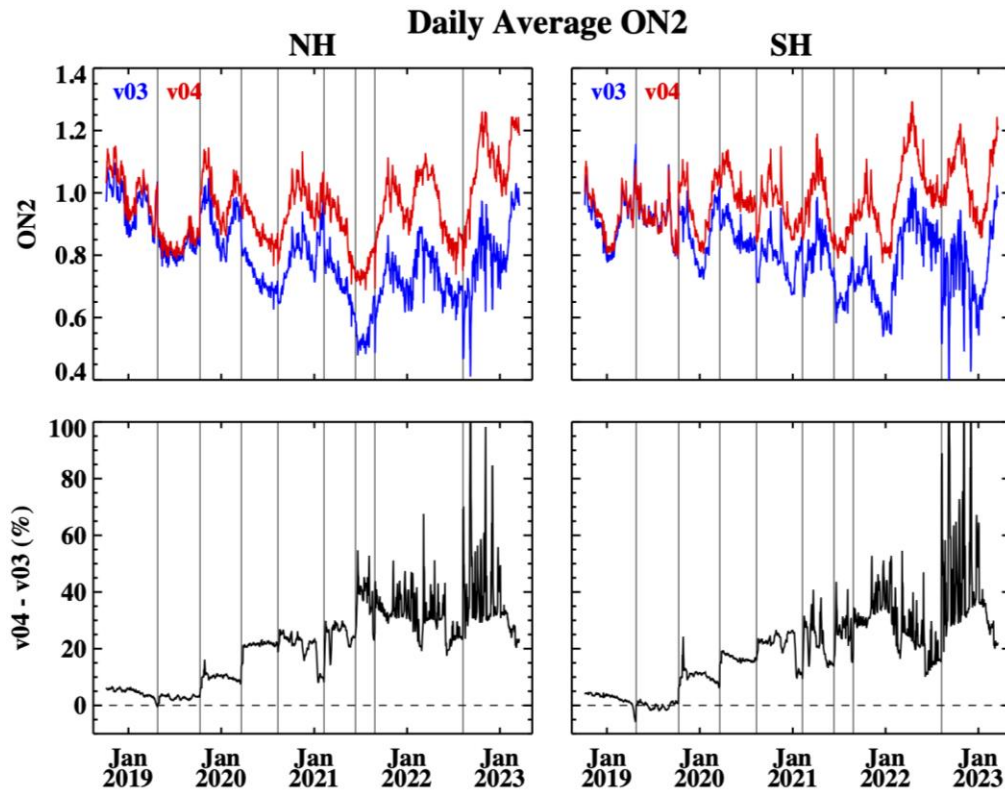 Daily Average ON2
NH
SH
v03 v04
v03 v04
ON2
1.4
1.2
1.0
0.8
0.6
0.4
v04 - v03 (%)
100
80
60
40
20
0
Jan Jan Jan Jan Jan
2019 2020 2021 2022 2023
Jan Jan Jan Jan Jan
2019 2020 2021 2022 2023